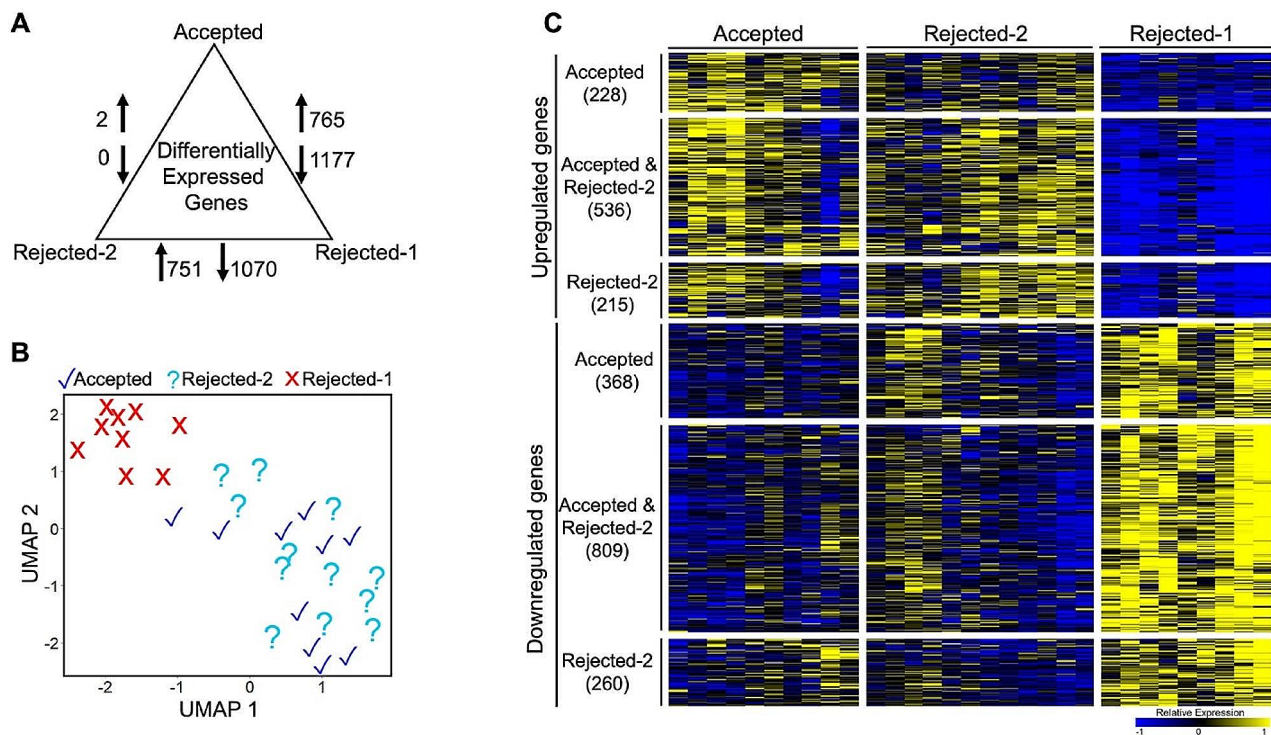 A
Accepted
2
0
765
1177
Differentially
Expressed
Genes
Rejected-2
Rejected-1
751
1070
B
Accepted
Rejected-2
Rejected-1
UMAP 2
2
1
0
-1
-2
-2
-1
0
1
UMAP 1
C
Accepted
Rejected-2
Rejected-1
Upregulated genes
Accepted
(228)
Accepted &
Rejected-2
(536)
Rejected-2
(215)
Downregulated genes
Accepted
(368)
Accepted &
Rejected-2
(809)
Rejected-2
(260)
Relative Expression
-1
0
1